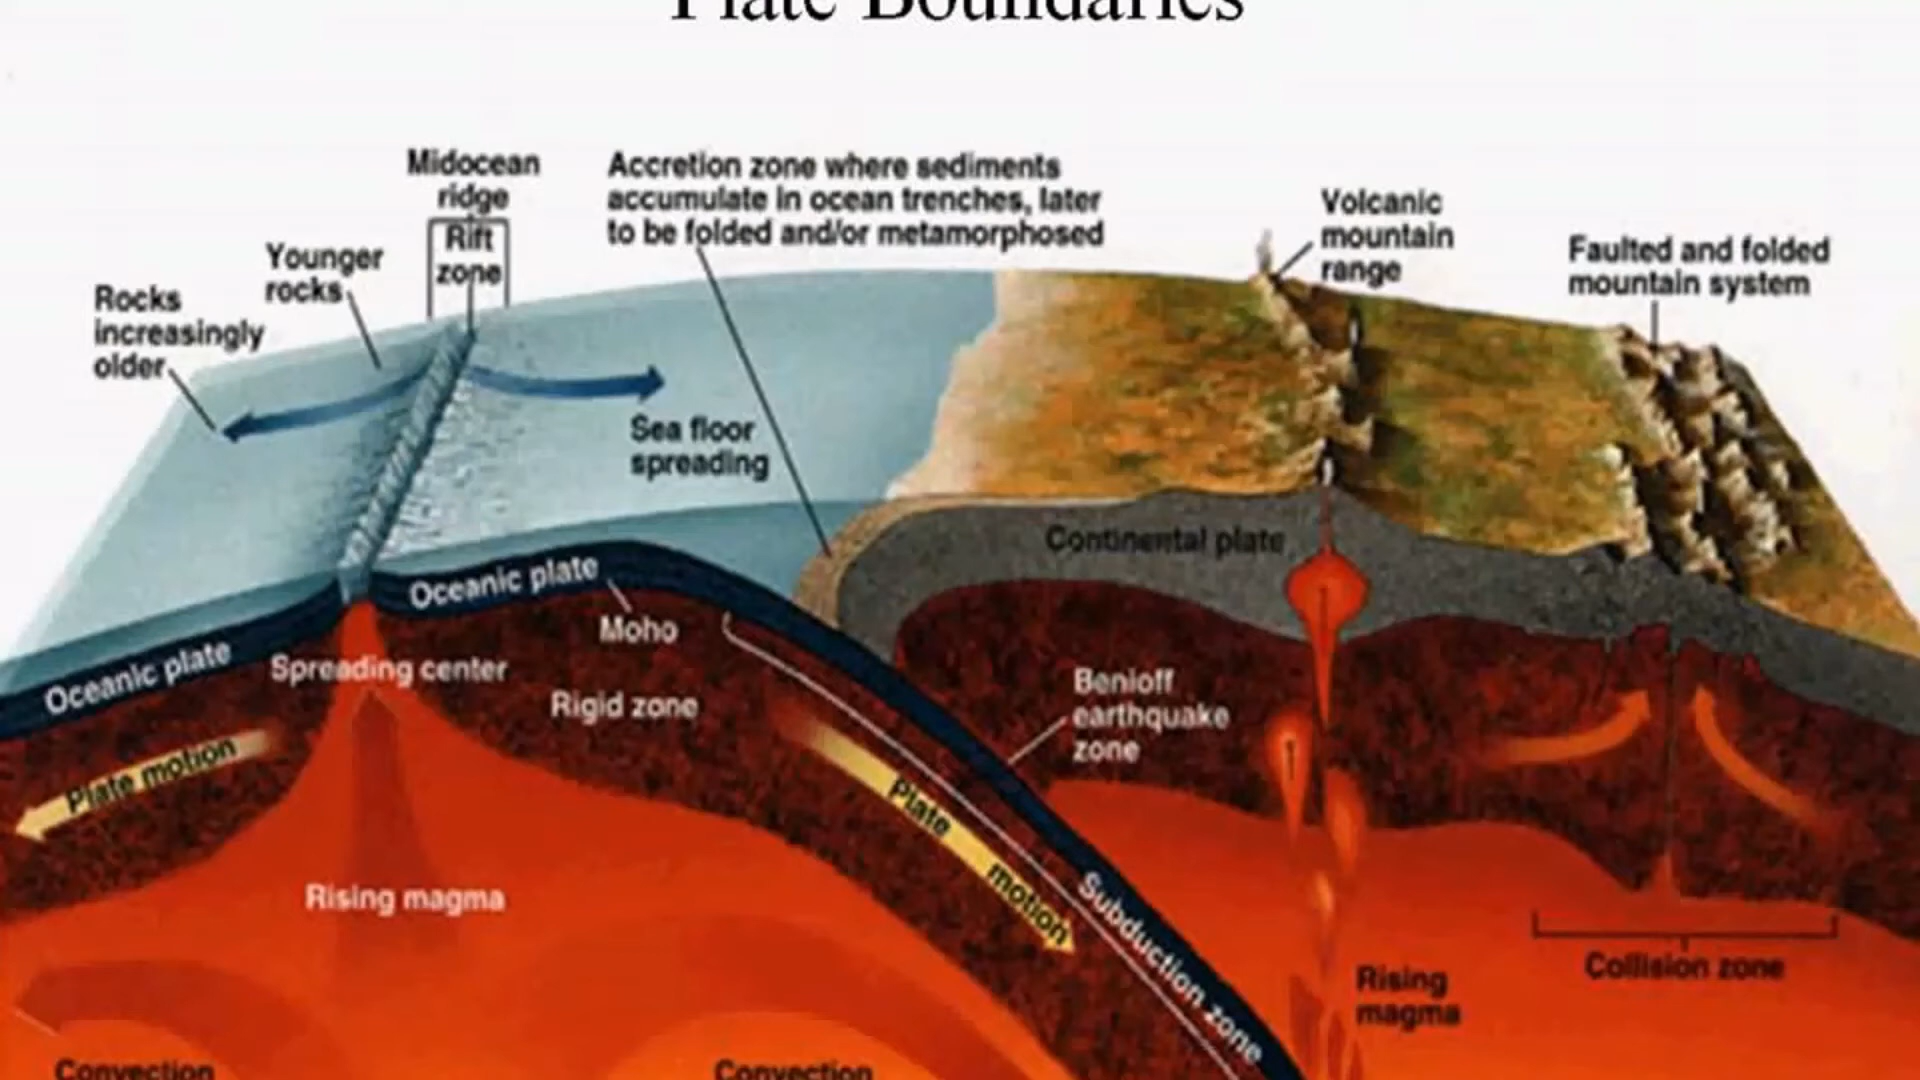 Plate Boundaries
Midocean
ridge
Rift
zone
Accretion zone where sediments
accumulate in ocean trenches, later
to be folded and/or metamorphosed
Volcanic
mountain
range
Faulted and folded
mountain system
Younger
rocks
Rocks
increasingly
older
Sea floor
spreading
Continental plate
Oceanic plate
Moho
Oceanic plate
Spreading center
Rigid zone
Benioff
earthquake
zone
Plate motion
Plate
motion
Subduction zone
Rising magma
Rising
magma
Collision zone
Convection
Convection